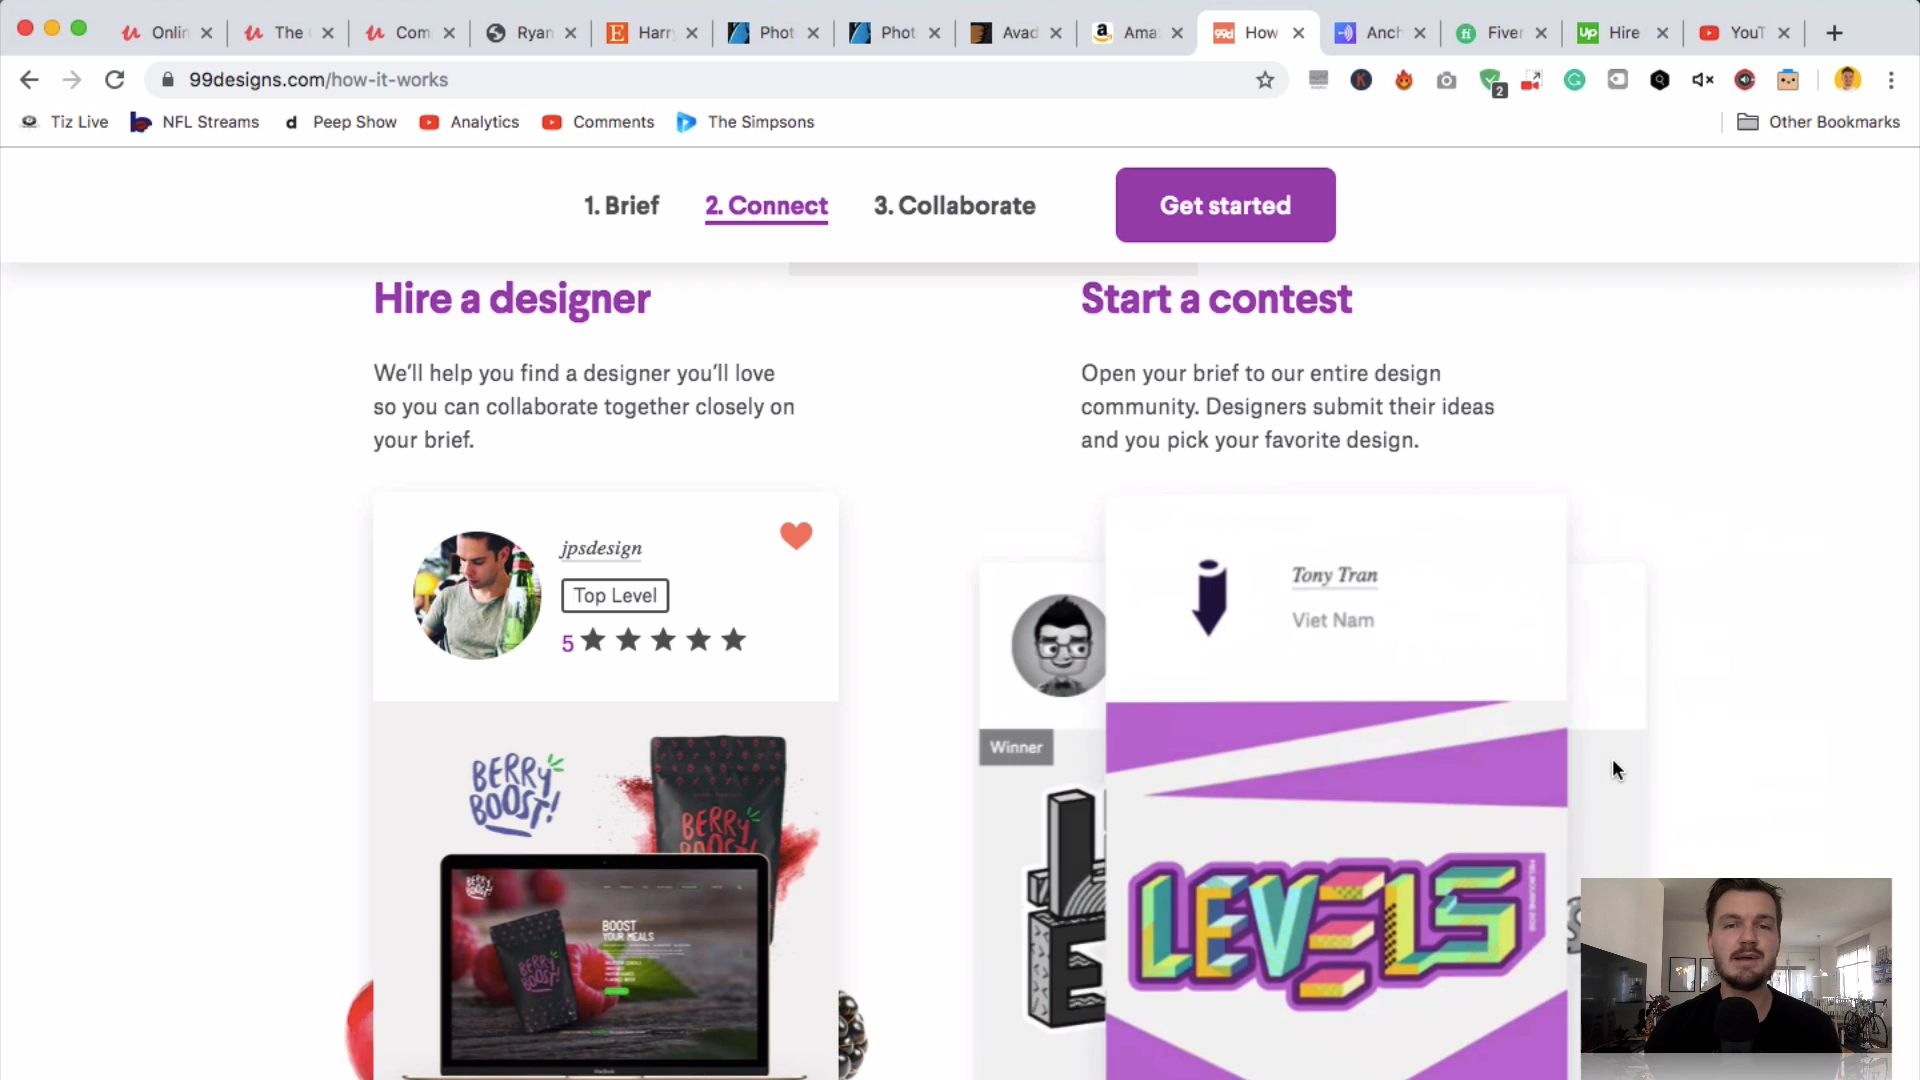 Onlin
The
Com
Ryan
Harr
Phot
Phot
Avad
Ama
How
Anch
Fiver
Hire
YouT
99designs.com/how-it-works
2
Tiz Live
NFL Streams
d Peep Show
Analytics
Comments
The Simpsons
Other Bookmarks
1. Brief
2. Connect
3. Collaborate
Get started
Hire a designer
We'll help you find a designer you'll love
so you can collaborate together closely on
your brief.
jpsdesign
Top Level
5
BERRY
BOOST!
BERRY
BOOST
BOOST
YOUR MEALS
Start a contest
Open your brief to our entire design
community. Designers submit their ideas
and you pick your favorite design.
Tony Tran
Viet Nam
Winner
LEVELS